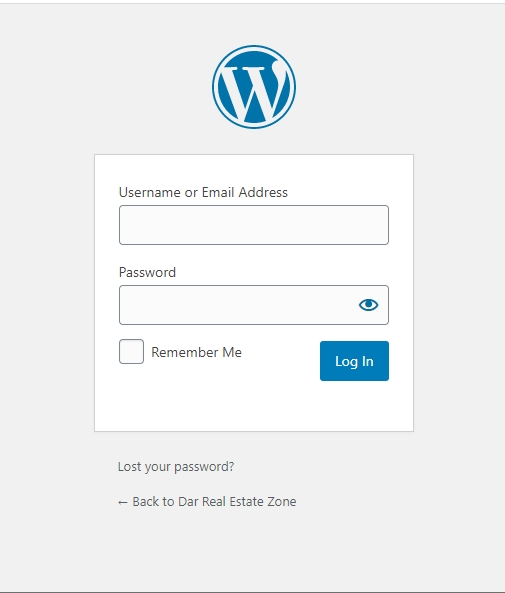 Username or Email Address
Password
Remember Me
Log In
Lost your password?
← Back to Dar Real Estate Zone